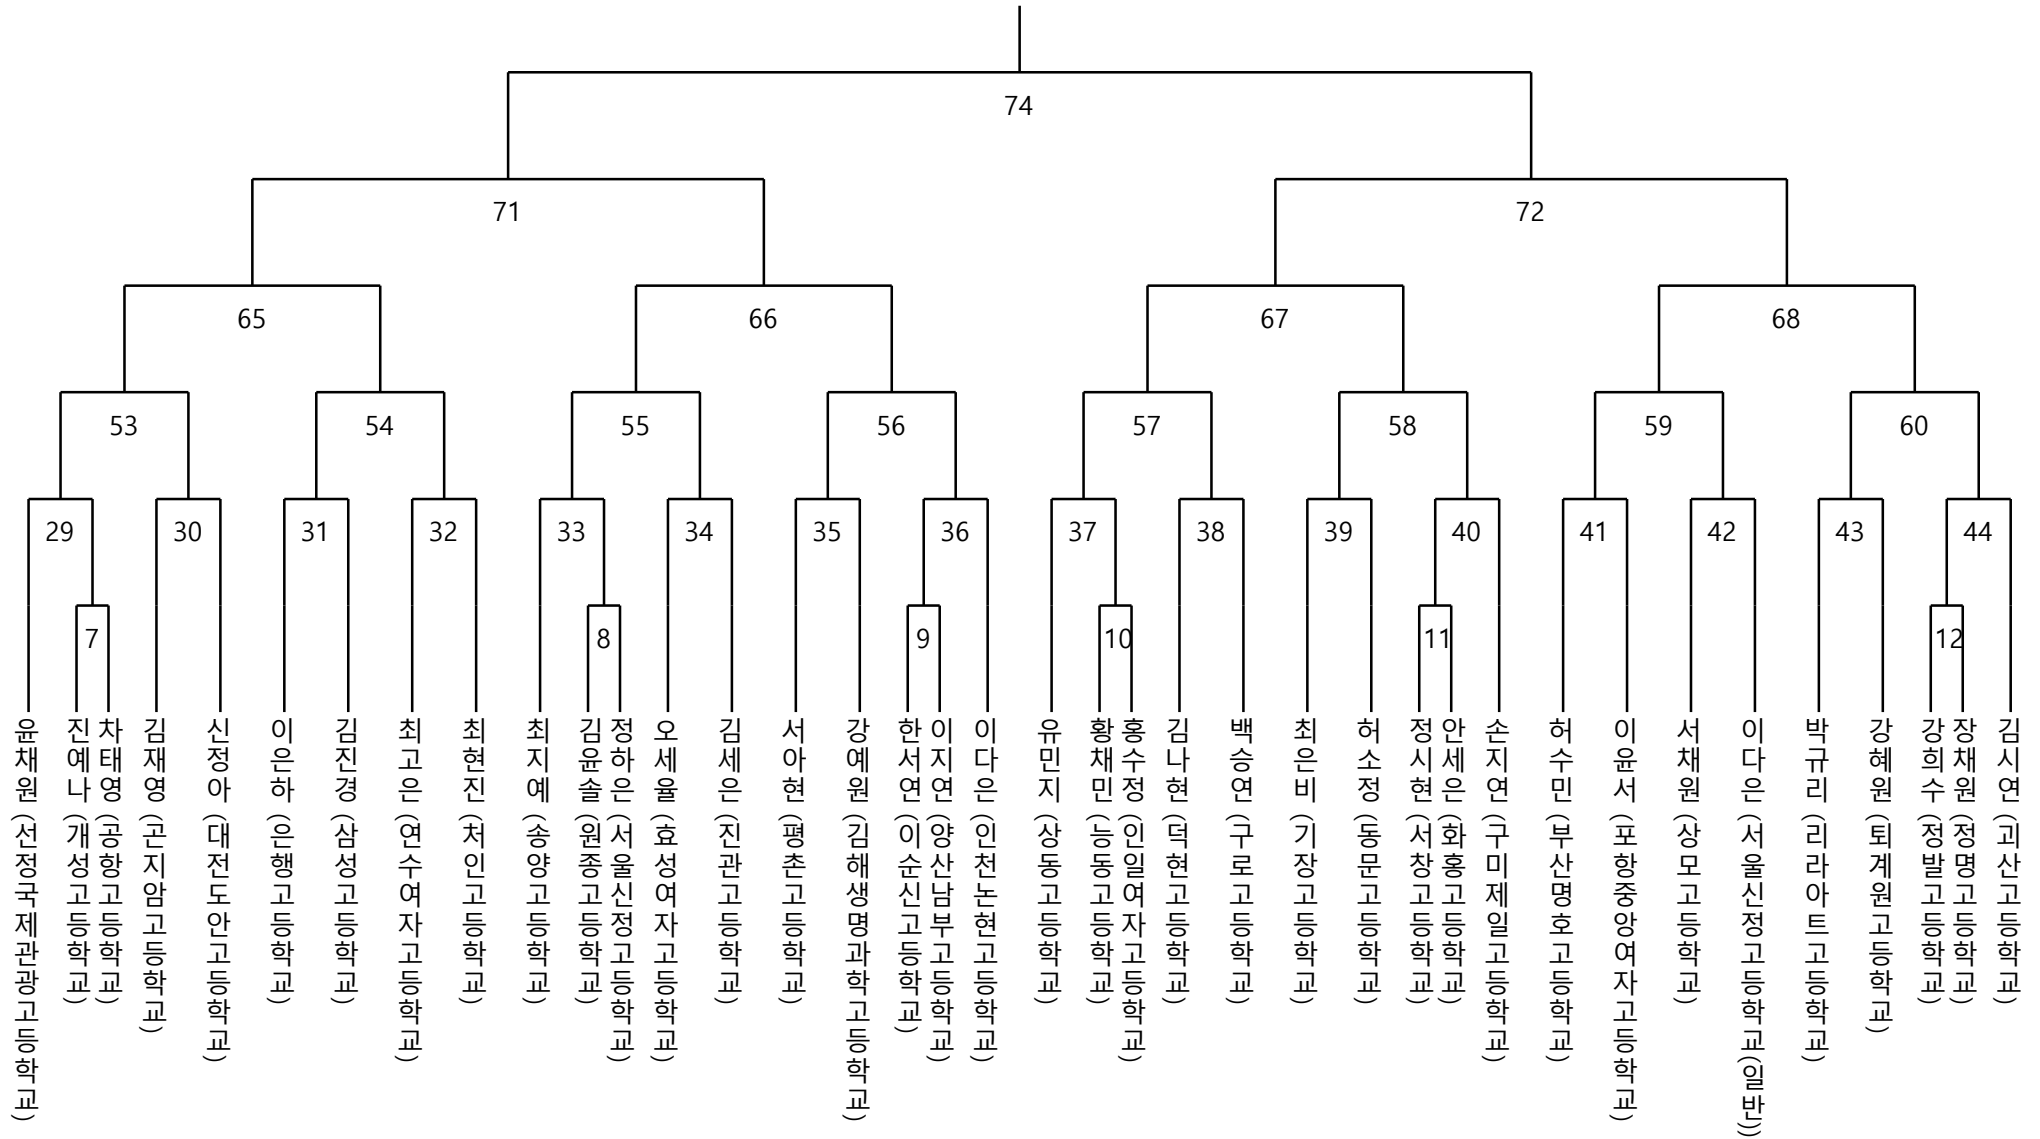 74
71
72
65
66
67
68
53
54
55
56
57
58
59
60
29
30
31
32
33
34
35
36
37
38
39
40
41
42
43
44
7
8
9
10
11
12
윤채원 (선정국제관광고등학교)
진예나 (개성고등학교)
차태영 (공항고등학교)
김재영 (곤지암고등학교)
신정아 (대전도안고등학교)
이은하 (은행고등학교)
김진경 (삼성고등학교)
최고은 (연수여자고등학교)
최현진 (처인고등학교)
최지예 (송양고등학교)
김윤솔 (원종고등학교)
정하은 (서울신정고등학교)
오세율 (효성여자고등학교)
김세은 (진관고등학교)
서아현 (평촌고등학교)
강예원 (김해생명과학고등학교)
한서연 (이순신고등학교)
이지연 (양산남부고등학교)
이다은 (인천논현고등학교)
유민지 (상동고등학교)
황채민 (능동고등학교)
홍수정 (인일여자고등학교)
김나현 (덕현고등학교)
백승연 (구로고등학교)
최은비 (기장고등학교)
허소정 (동문고등학교)
정시현 (서창고등학교)
안세은 (화홍고등학교)
손지연 (구미제일고등학교)
허수민 (부산명호고등학교)
이윤서 (포항중앙여자고등학교)
서채원 (상모고등학교)
이다은 (서울신정고등학교(일반))
박규리 (리라아트고등학교)
강혜원 (퇴계원고등학교)
강희수 (정발고등학교)
장채원 (정명고등학교)
김시연 (괴산고등학교)